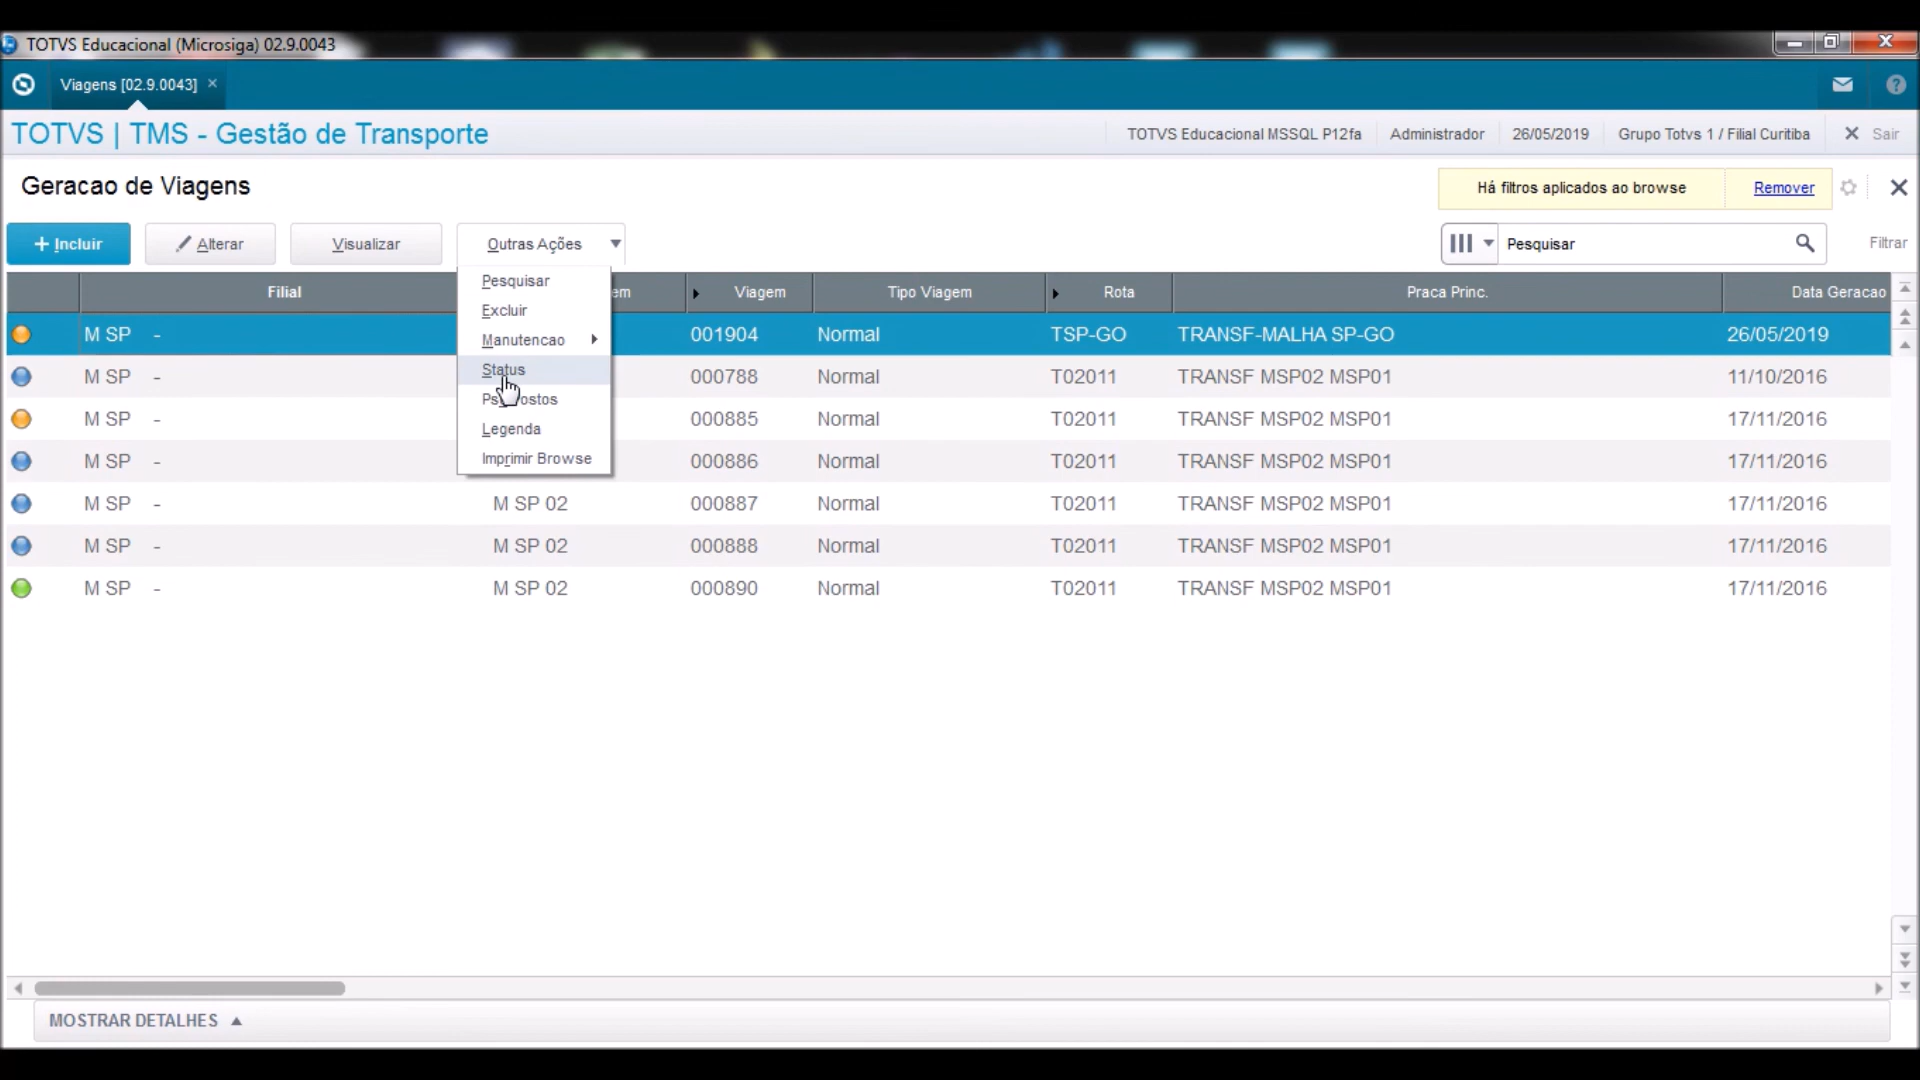 TOTVS Educacional (Microsiga) 02.9.0043
Viagens [02.9.0043] ×
TOTVS | TMS - Gestão de Transporte
TOTVS Educacional MSSQL P12fa
Administrador
26/05/2019
Grupo Totvs 1 / Filial Curitiba
Sair
Geracao de Viagens
Há filtros aplicados ao browse
Remover
+ Incluir
Alterar
Visualizar
Outras Ações
Pesquisar
Filtrar
Pesquisar
Excluir
Manutencao
Status
Legenda
Imprimir Browse
Filial Viagem Tipo Viagem Rota Praca Princ. Data Geracao
M SP - 001904 Normal TSP-GO TRANSF-MALHA SP-GO 26/05/2019
M SP - 000788 Normal T02011 TRANSF MSP02 MSP01 11/10/2016
M SP - 000885 Normal T02011 TRANSF MSP02 MSP01 17/11/2016
M SP - 000886 Normal T02011 TRANSF MSP02 MSP01 17/11/2016
M SP - M SP 02 000887 Normal T02011 TRANSF MSP02 MSP01 17/11/2016
M SP - M SP 02 000888 Normal T02011 TRANSF MSP02 MSP01 17/11/2016
M SP - M SP 02 000890 Normal T02011 TRANSF MSP02 MSP01 17/11/2016
MOSTRAR DETALHES